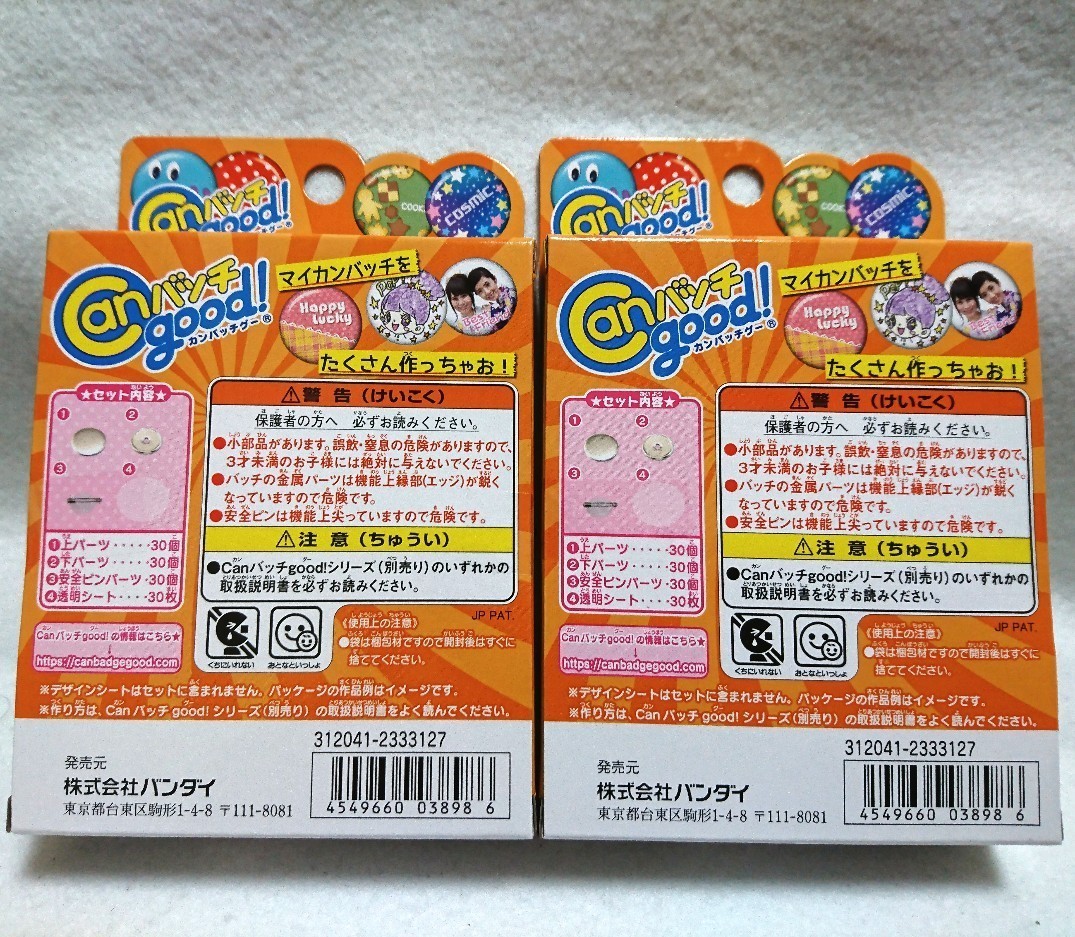 Canバッチ
good!
COOK
COSMIC
Canバッチ
good!
カンバッチグー®
マイカンバッチを
Happy
Lucky
たくさん作っちゃお!
★セット内容★
① ②
③ ④
①上パーツ・・・・・30個
②下パーツ・・・・・30個
③安全ピンパーツ・30個
④透明シート・・・・30枚
⚠警告(けいこく)
保護者の方へ 必ずお読みください。
●小部品があります。誤飲・窒息の危険がありますので、
3才未満のお子様には絶対に与えないでください。
●バッチの金属パーツは機能上縁部(エッジ)が鋭く
なっていますので危険です。
●安全ピンは機能上尖っていますので危険です。
⚠注意(ちゅうい)
●Canバッチgood!シリーズ(別売り)のいずれかの
取扱説明書を必ずお読みください。
JP PAT.
Canバッチgood!の情報はこちら★
↓
https://canbadgegood.com
くちにいれない
おとなといっしょ
《使用上の注意》
●袋は梱包材ですので開封後はすぐに
捨ててください。
※デザインシートはセットに含まれません。パッケージの作品例はイメージです。
※作り方は、Canバッチgood!シリーズ(別売り)の取扱説明書をよく読んでください。
312041-2333127
発売元
株式会社バンダイ
東京都台東区駒形1-4-8 〒111-8081
4549660 03898 6
Canバッチ
good!
COOK
COSMIC
Canバッチ
good!
カンバッチグー®
マイカンバッチを
Happy
Lucky
たくさん作っちゃお!
★セット内容★
① ②
③ ④
①上パーツ・・・・・30個
②下パーツ・・・・・30個
③安全ピンパーツ・30個
④透明シート・・・・30枚
⚠警告(けいこく)
保護者の方へ 必ずお読みください。
●小部品があります。誤飲・窒息の危険がありますので、
3才未満のお子様には絶対に与えないでください。
●バッチの金属パーツは機能上縁部(エッジ)が鋭く
なっていますので危険です。
●安全ピンは機能上尖っていますので危険です。
⚠注意(ちゅうい)
●Canバッチgood!シリーズ(別売り)のいずれかの
取扱説明書を必ずお読みください。
JP PAT.
Canバッチgood!の情報はこちら★
↓
https://canbadgegood.com
くちにいれない
おとなといっしょ
《使用上の注意》
●袋は梱包材ですので開封後はすぐに
捨ててください。
※デザインシートはセットに含まれません。パッケージの作品例はイメージです。
※作り方は、Canバッチgood!シリーズ(別売り)の取扱説明書をよく読んでください。
312041-2333127
発売元
株式会社バンダイ
東京都台東区駒形1-4-8 〒111-8081
4549660 03898 6